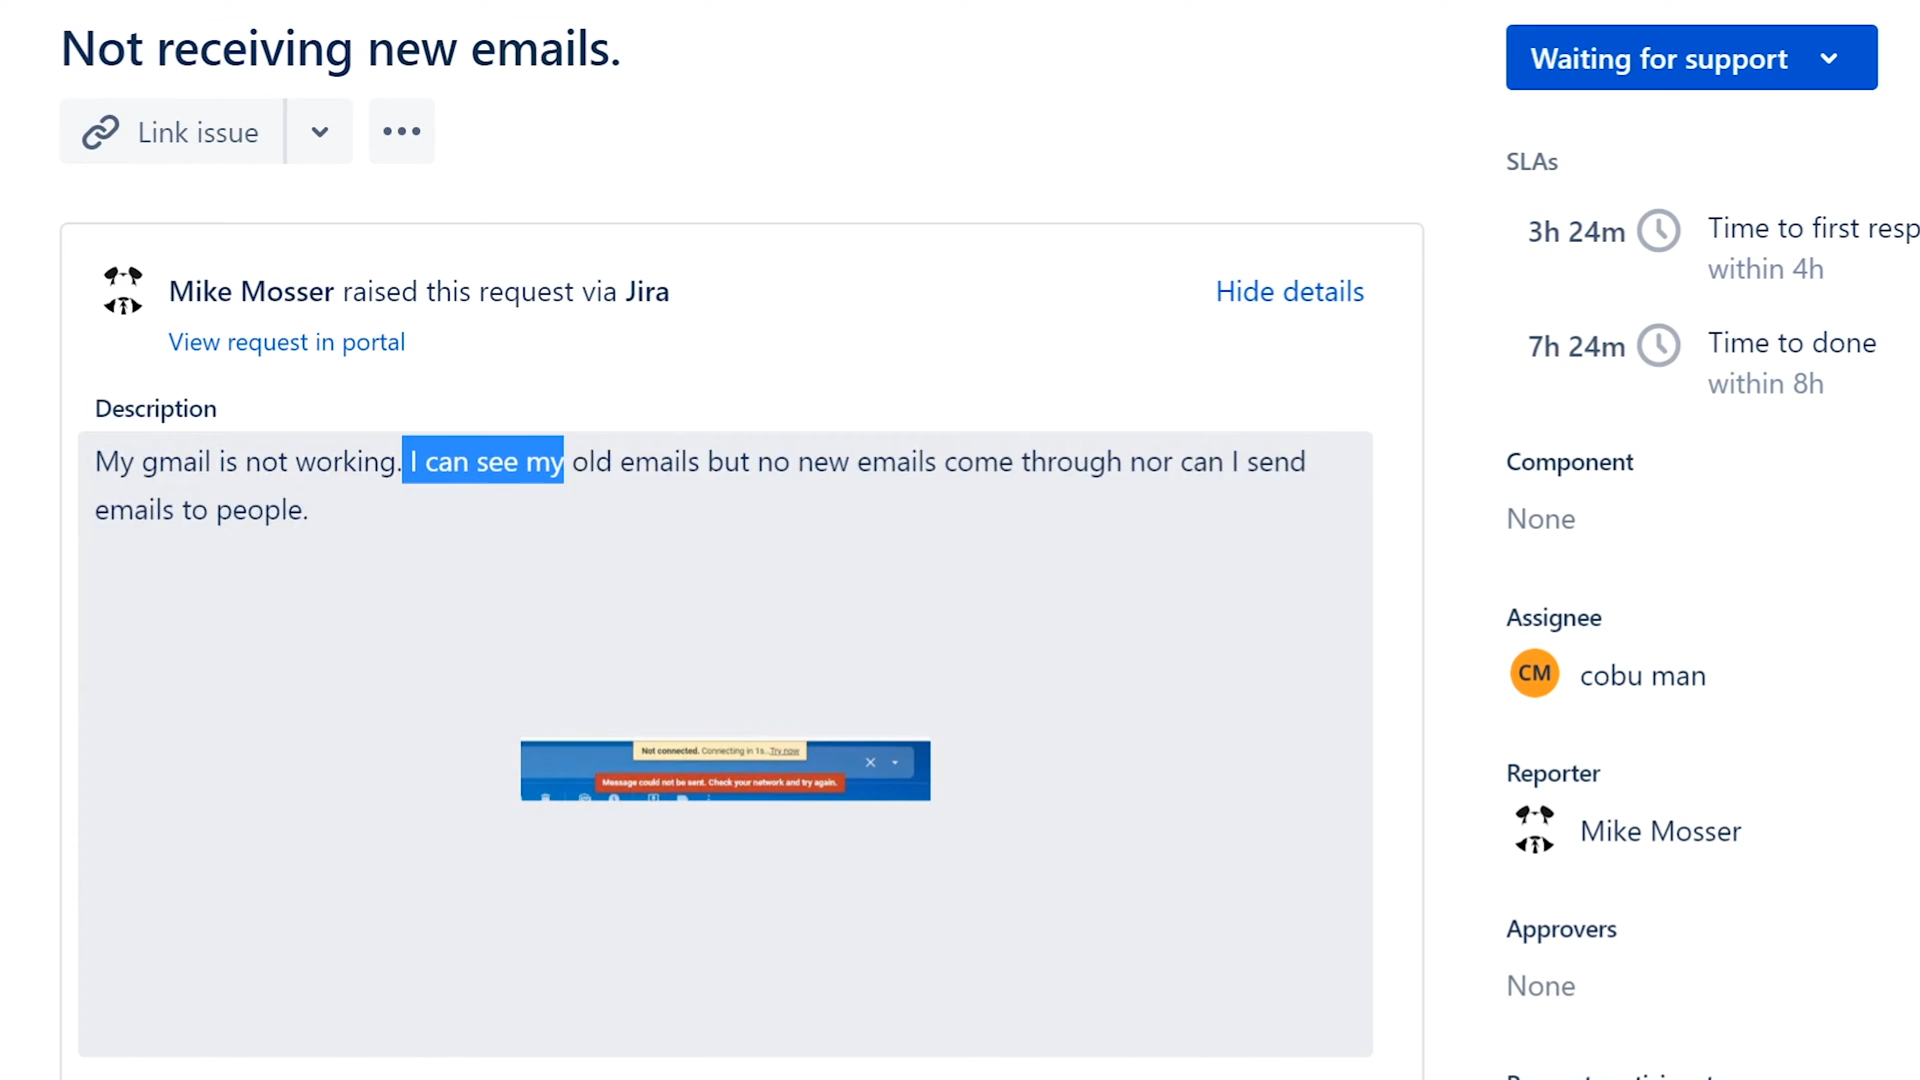 Not receiving new emails.
Waiting for support
Link issue
SLAs
3h 24m Time to first resp
within 4h
Mike Mosser raised this request via Jira
Hide details
View request in portal
7h 24m Time to done
within 8h
Description
My gmail is not working. I can see my old emails but no new emails come through nor can I send
emails to people.
Not connected. Connecting in 1s... Try now
Message could not be sent. Check your network and try again.
Component
None
Assignee
CM cobu man
Reporter
Mike Mosser
Approvers
None